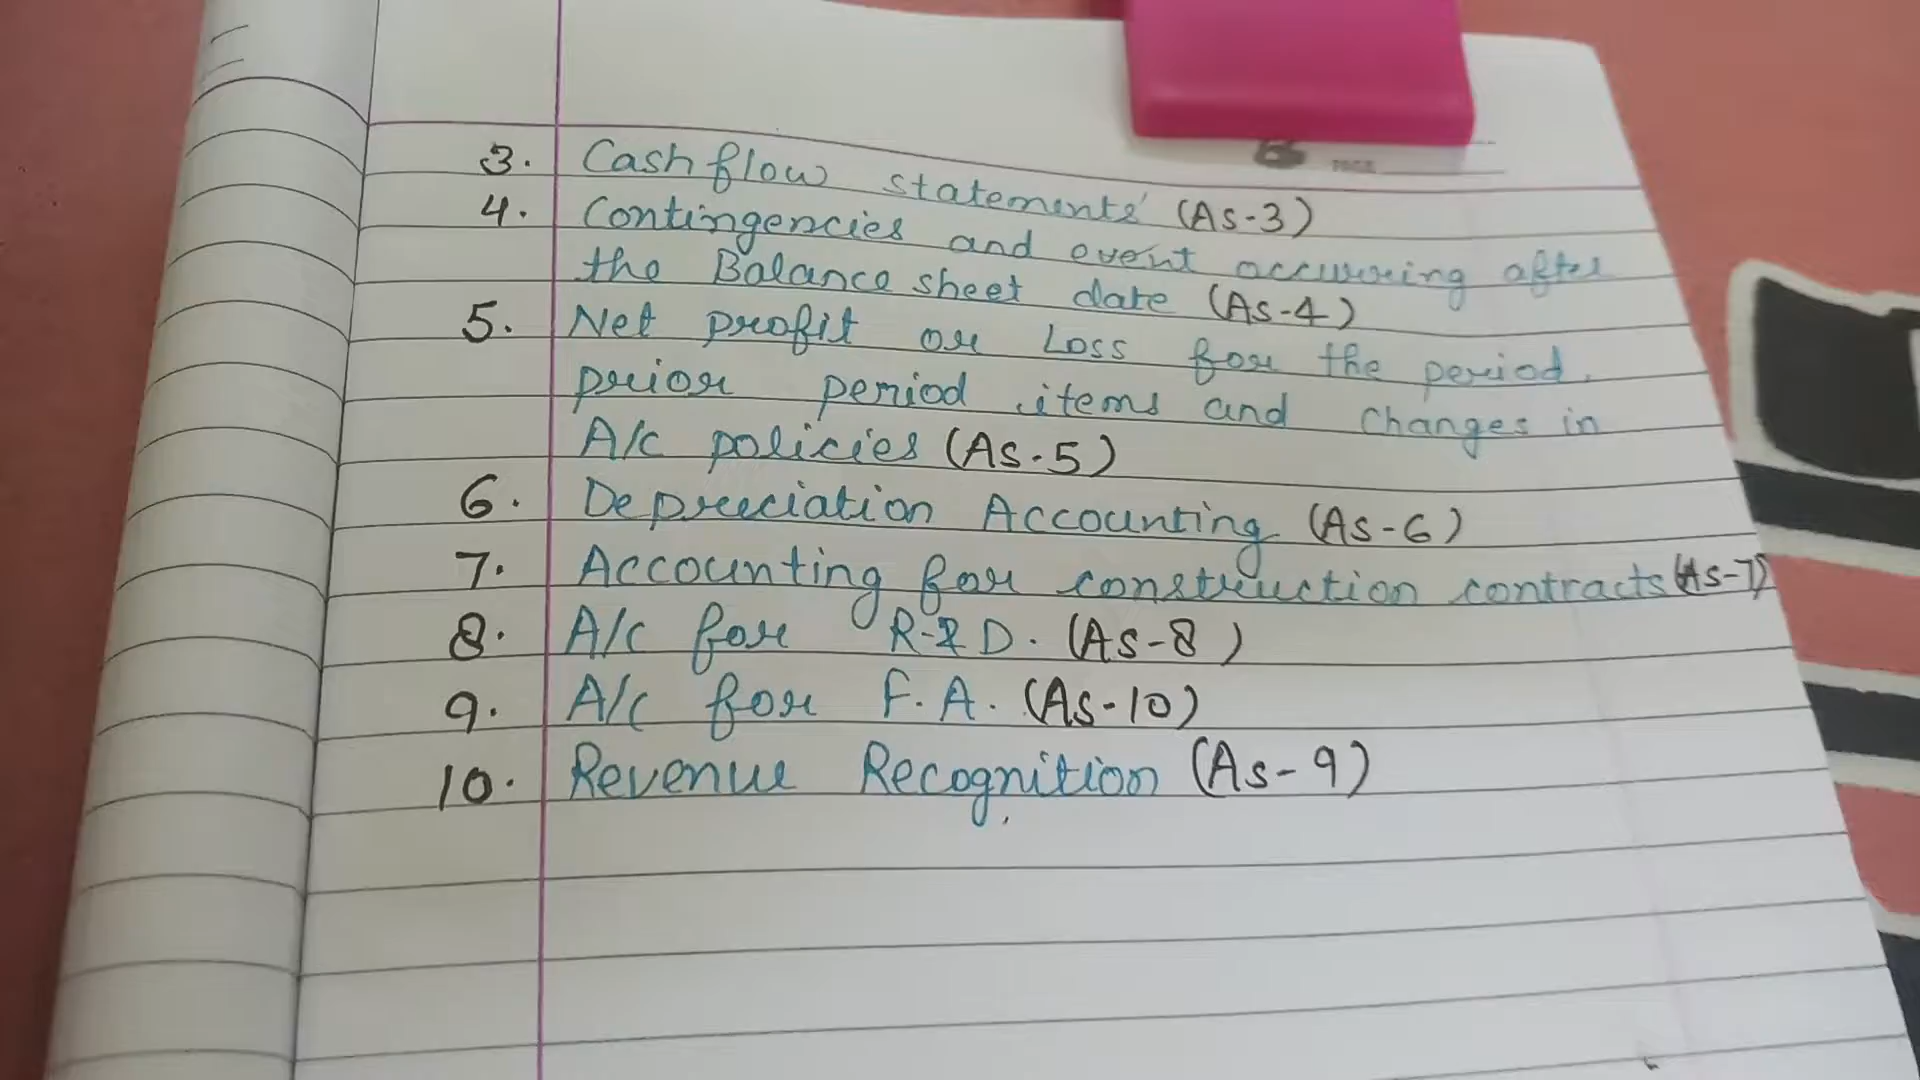 3. Cash flow statements (As-3)
4. Contingencies and event occuring after
the Balance sheet date (As-4)
5. Net profit or Loss for the period,
prior period items and changes in
A/c policies (As-5)
6. Depreciation Accounting (As-6)
7. Accounting for construction contracts (As-7)
8. A/c for R&D. (As-8)
9. A/c for F.A. (As-10)
10. Revenue Recognition (As-9)